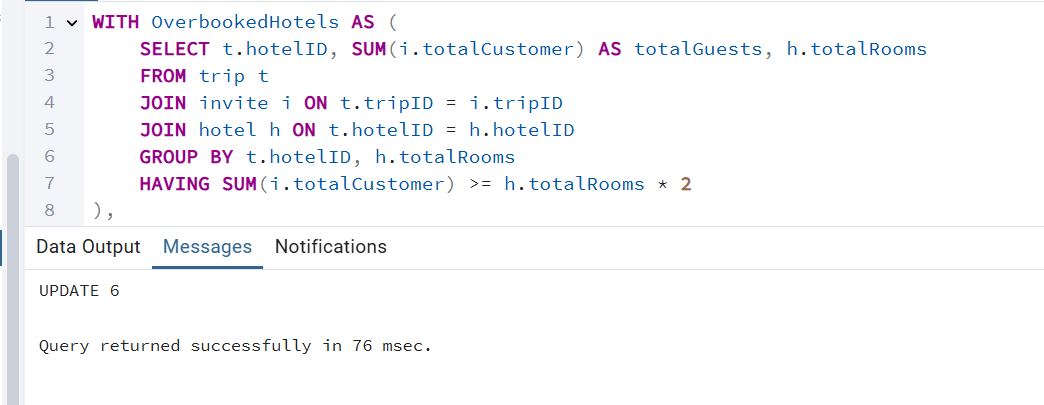 1 WITH OverbookedHotels AS (
2 SELECT t.hotelID, SUM(i.totalCustomer) AS totalGuests, h.totalRooms
3 FROM trip t
4 JOIN invite i ON t.tripID = i.tripID
5 JOIN hotel h ON t.hotelID = h.hotelID
6 GROUP BY t.hotelID, h.totalRooms
7 HAVING SUM(i.totalCustomer) >= h.totalRooms * 2
8 ),
Data Output Messages Notifications
UPDATE 6
Query returned successfully in 76 msec.